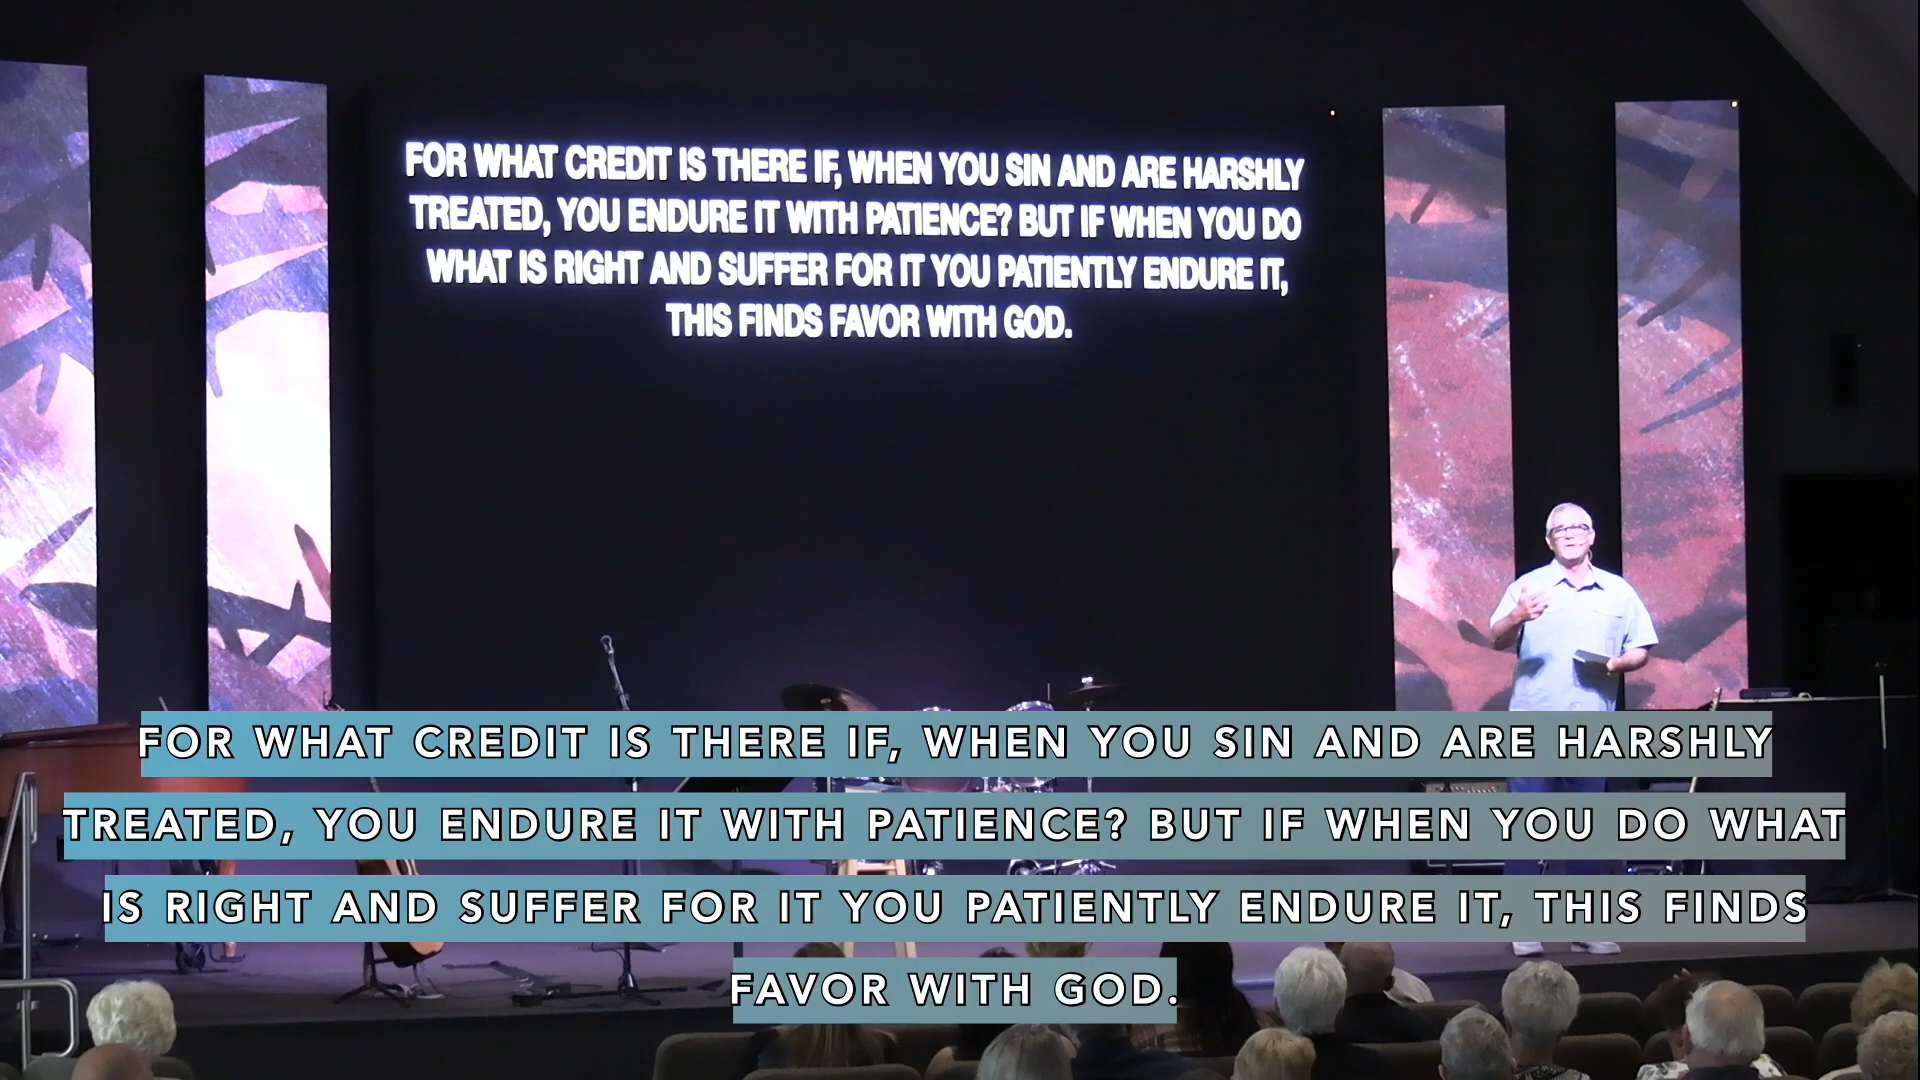 FOR WHAT CREDIT IS THERE IF, WHEN YOU SIN AND ARE HARSHLY
TREATED, YOU ENDURE IT WITH PATIENCE? BUT IF WHEN YOU DO
WHAT IS RIGHT AND SUFFER FOR IT YOU PATIENTLY ENDURE IT,
THIS FINDS FAVOR WITH GOD.
FOR WHAT CREDIT IS THERE IF, WHEN YOU SIN AND ARE HARSHLY
TREATED, YOU ENDURE IT WITH PATIENCE? BUT IF WHEN YOU DO WHAT
IS RIGHT AND SUFFER FOR IT YOU PATIENTLY ENDURE IT, THIS FINDS
FAVOR WITH GOD.